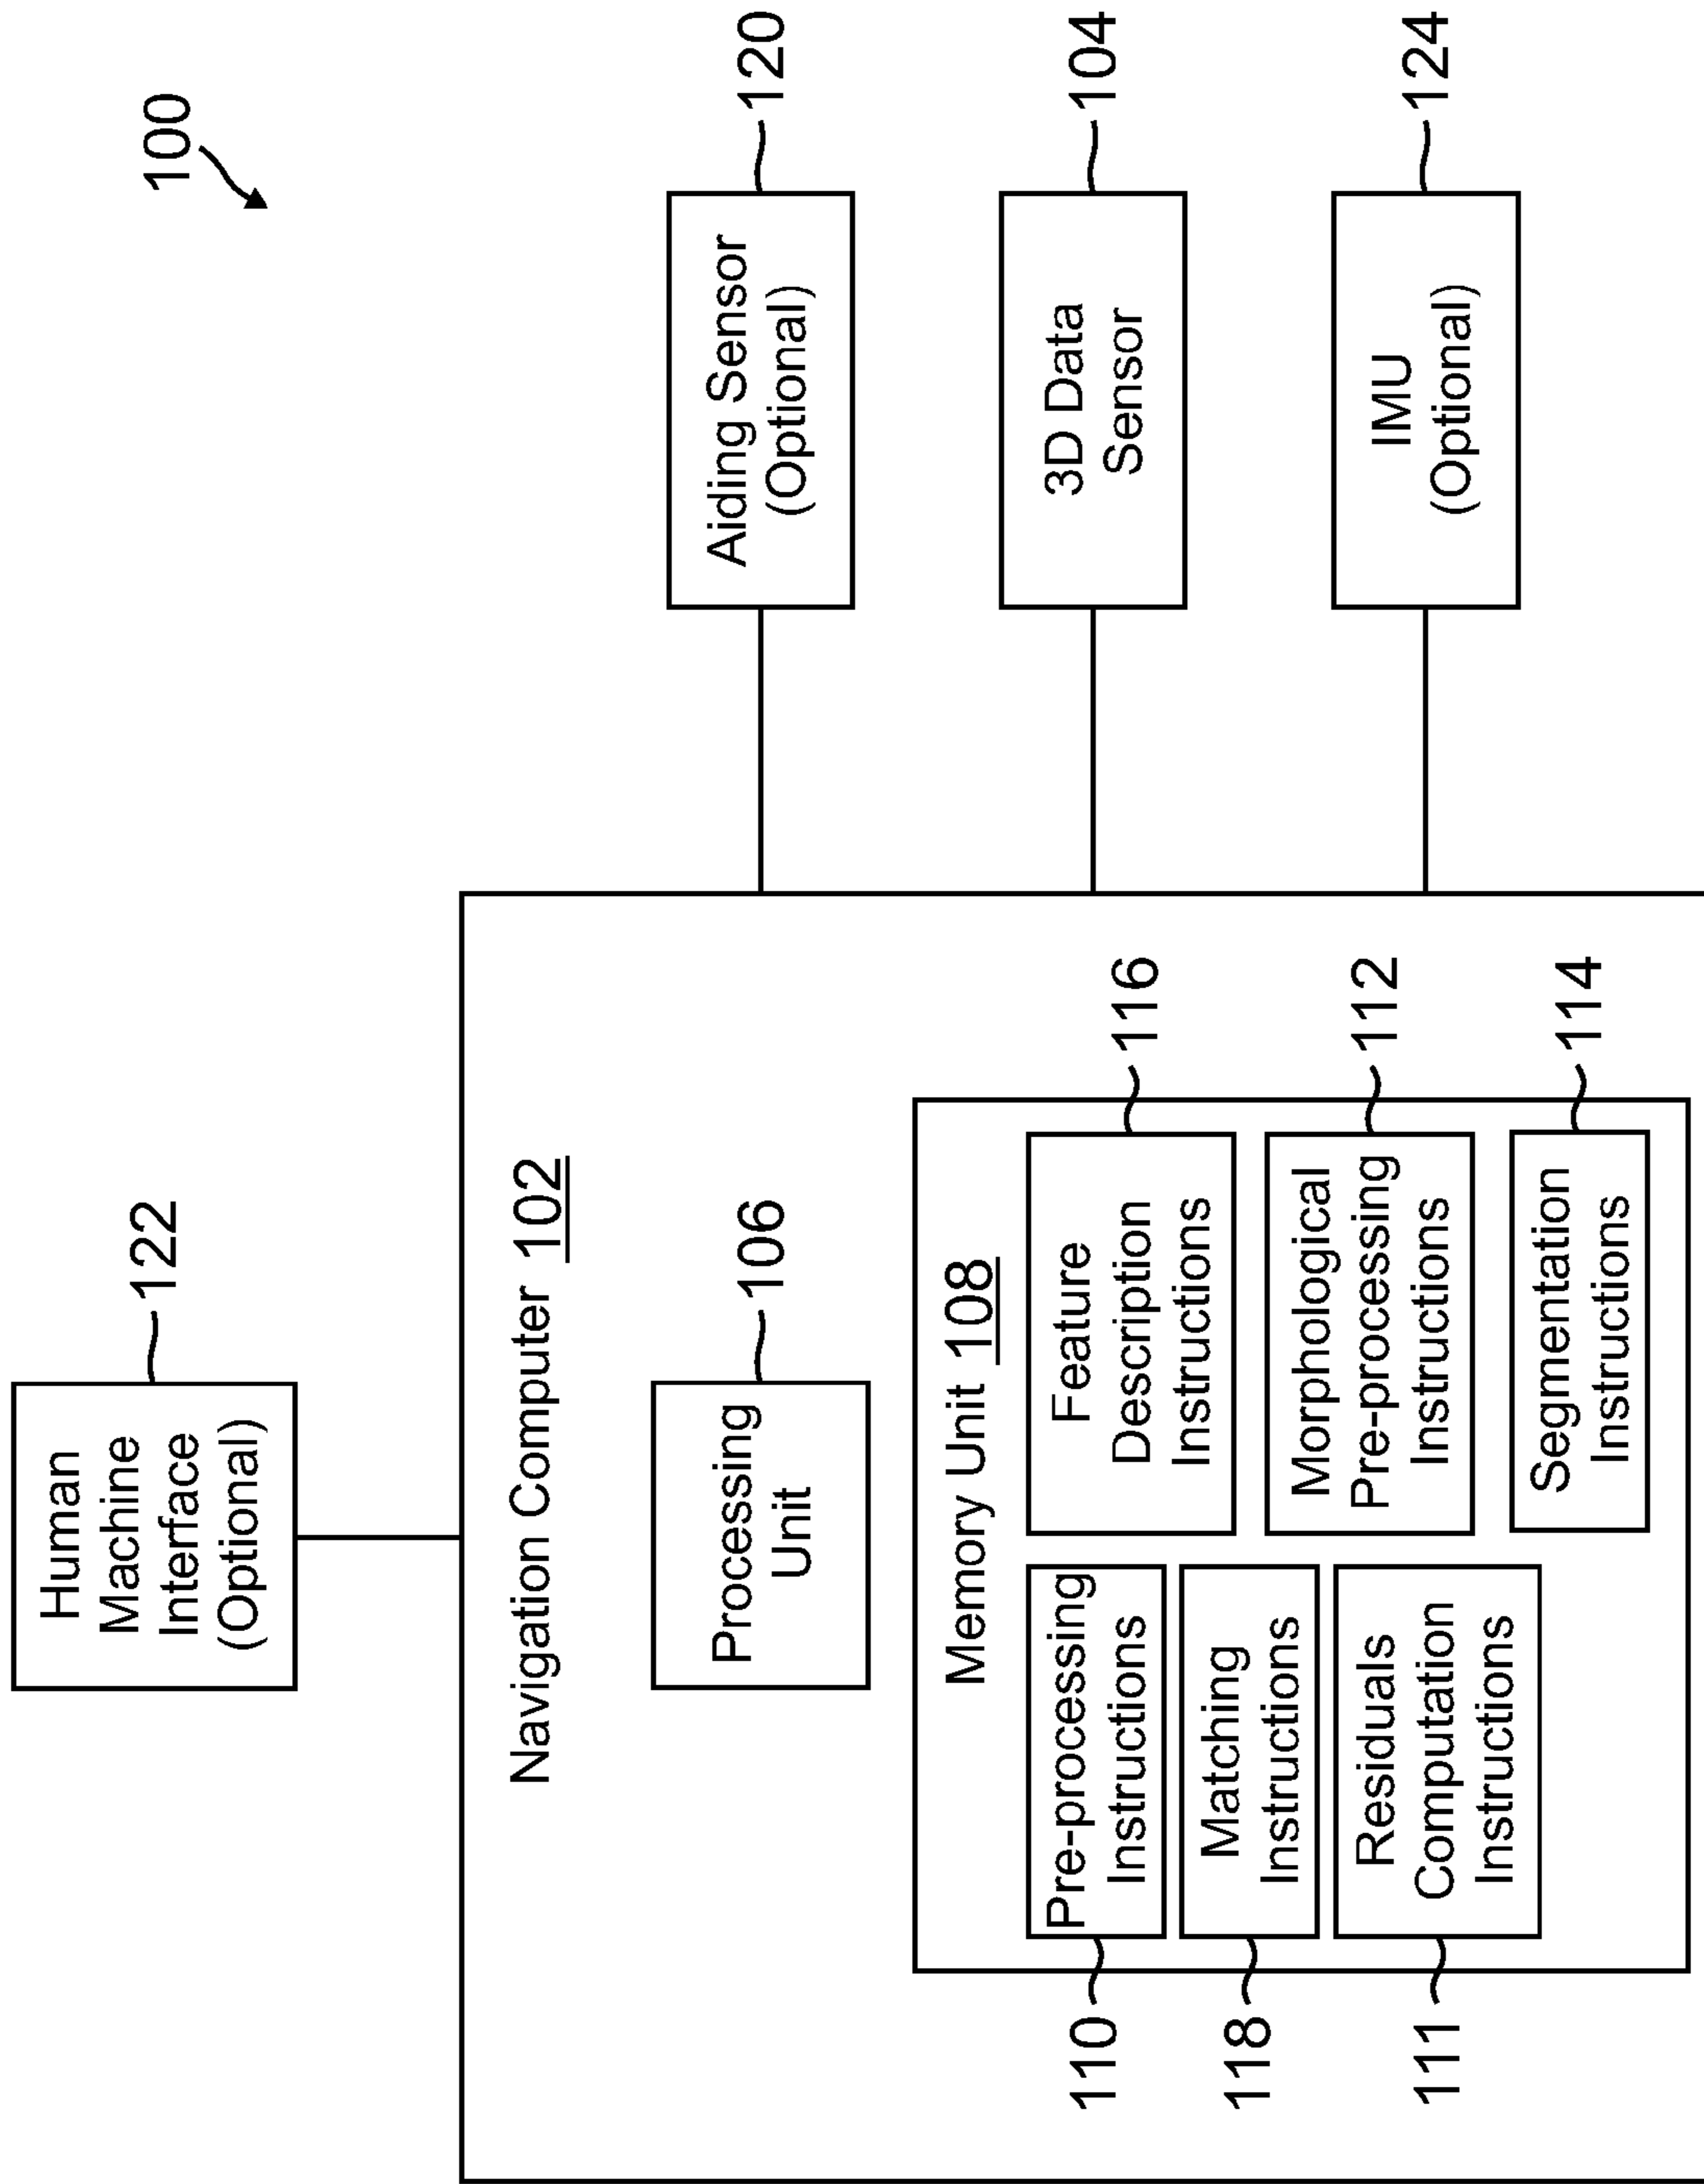 100
Human
Machine
Interface
(Optional)
122
Navigation Computer 102
Processing
Unit
106
Aiding Sensor
(Optional)
120
3D Data
Sensor
104
IMU
(Optional)
124
Memory Unit 108
Pre-processing
Instructions
110
Matching
Instructions
118
Residuals
Computation
Instructions
111
Feature
Description
Instructions
116
Morphological
Pre-processing
Instructions
112
Segmentation
Instructions
114